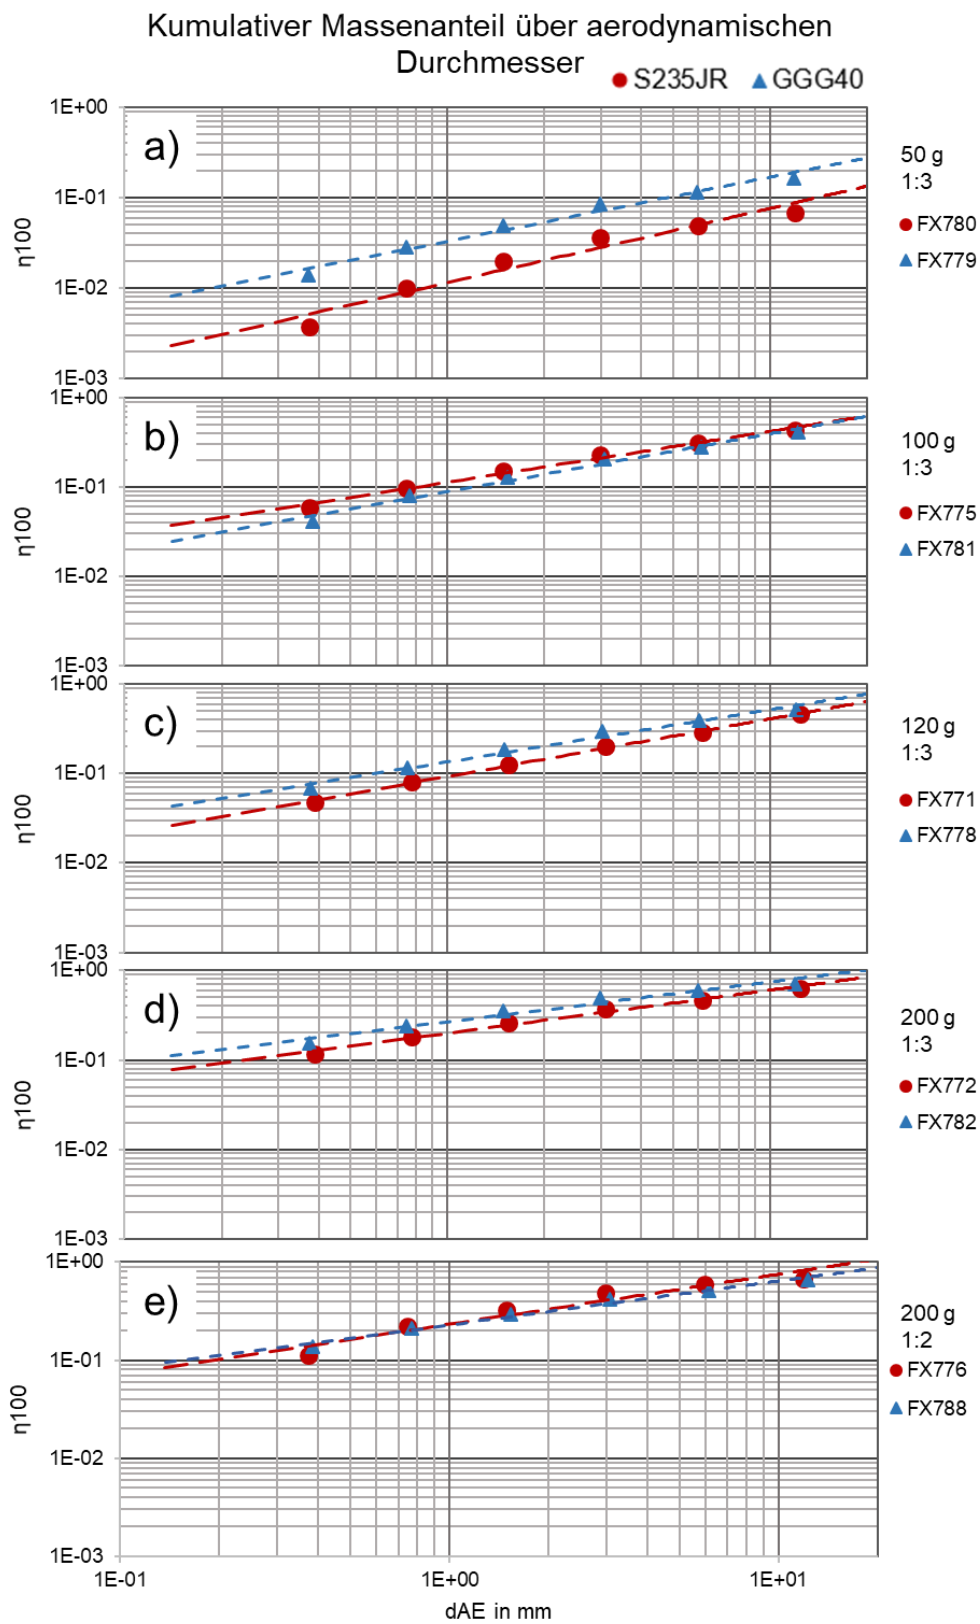 Kumulativer Massenanteil über aerodynamischen
Durchmesser
S235JR GGG40
a)
1E+00
1E-01
1E-02
1E-03
η100
50 g
1:3
FX780
FX779
b)
1E+00
1E-01
1E-02
1E-03
η100
100 g
1:3
FX775
FX781
c)
1E+00
1E-01
1E-02
1E-03
η100
120 g
1:3
FX771
FX778
d)
1E+00
1E-01
1E-02
1E-03
η100
200 g
1:3
FX772
FX782
e)
1E+00
1E-01
1E-02
1E-03
η100
200 g
1:2
FX776
FX788
1E-01 1E+00 1E+01
dAE in mm